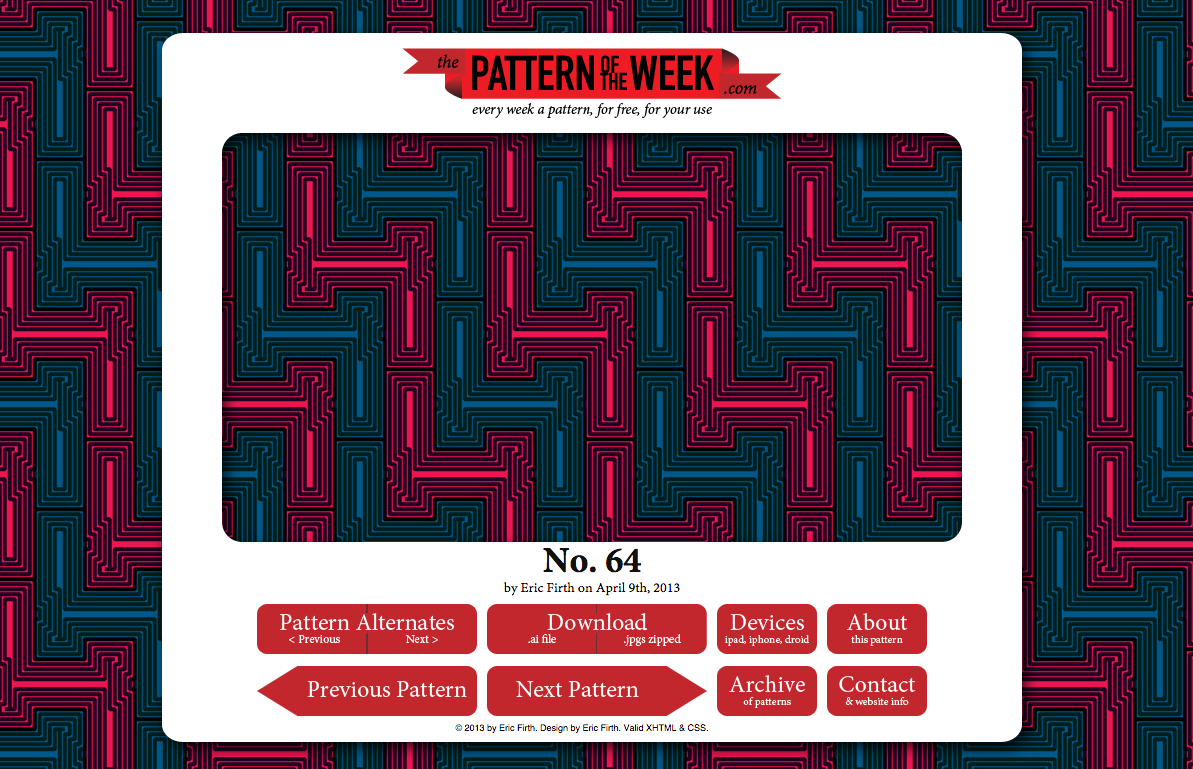 the PATTERN OF THE WEEK .com
every week a pattern, for free, for your use
No. 64
by Eric Firth on April 9th, 2013
Pattern Alternates
< Previous Next >
Download
.ai file .jpgs zipped
Devices
ipad, iphone, droid
About
this pattern
Previous Pattern
Next Pattern
Archive
of patterns
Contact
& website info
© 2013 by Eric Firth. Design by Eric Firth. Valid XHTML & CSS.